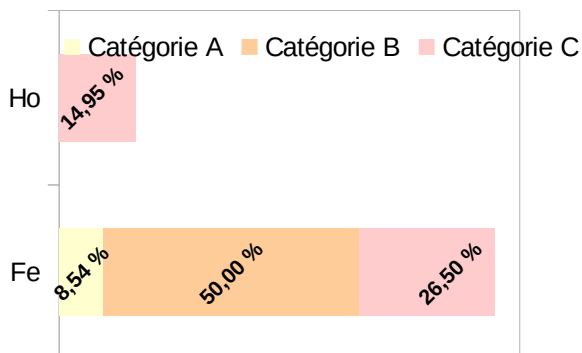 Catégorie A Catégorie B Catégorie C
Ho
14,95 %
Fe
8,54 %
50,00 %
26,50 %